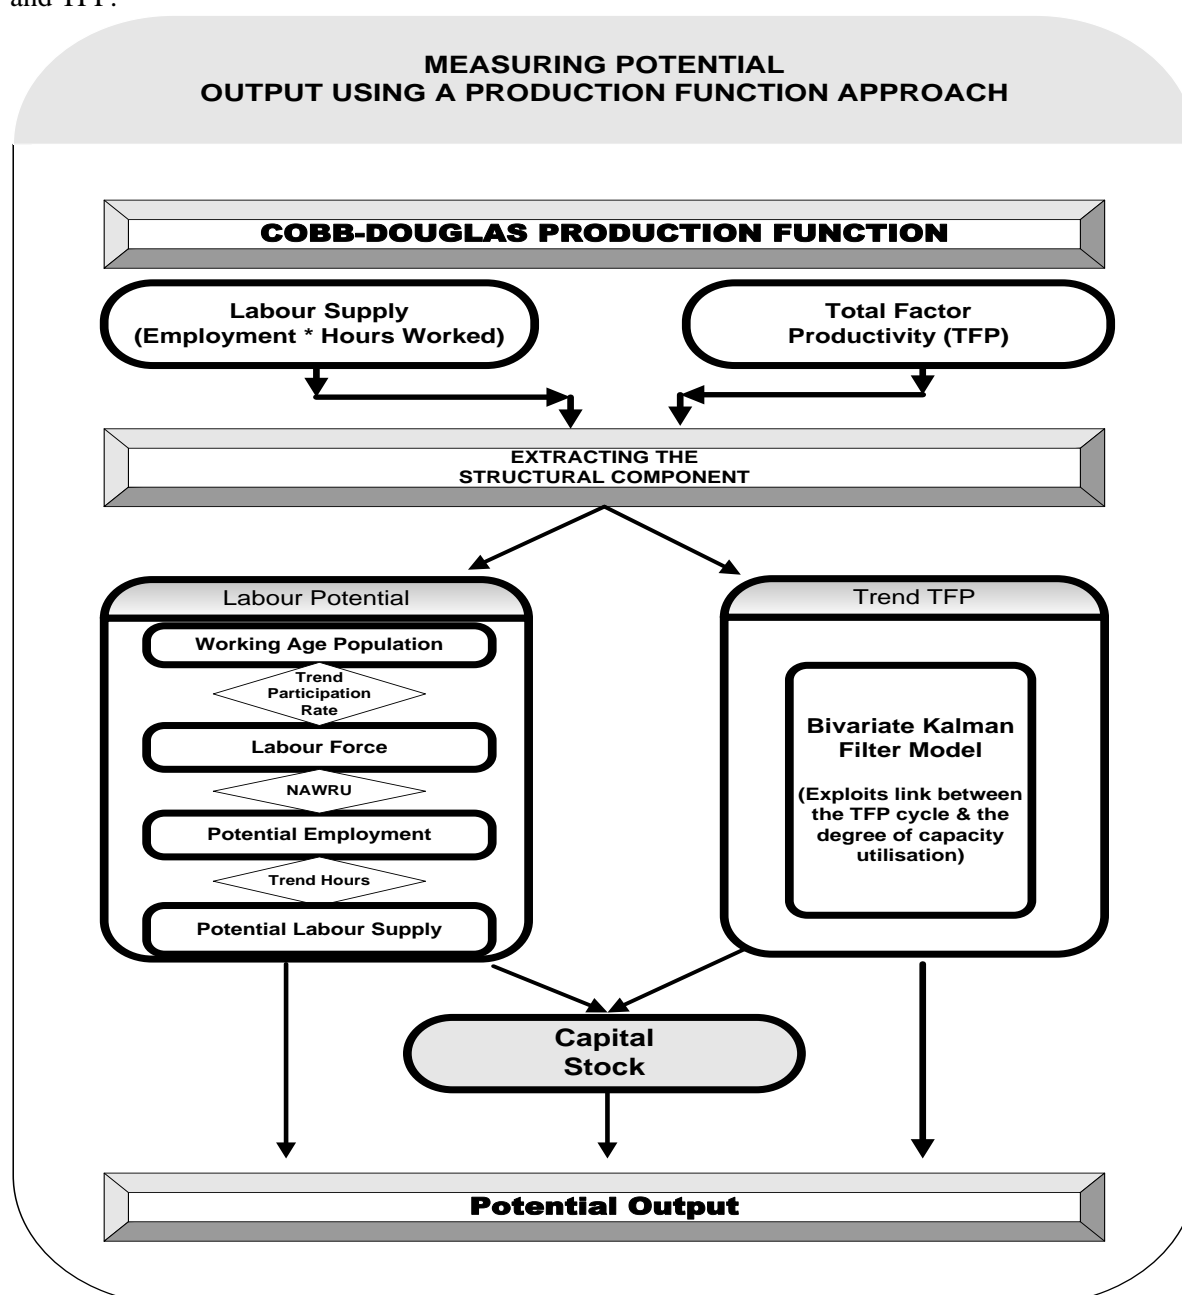 and TFP.
MEASURING POTENTIAL
OUTPUT USING A PRODUCTION FUNCTION APPROACH
COBB-DOUGLAS PRODUCTION FUNCTION
Labour Supply
(Employment * Hours Worked)
Total Factor
Productivity (TFP)
EXTRACTING THE
STRUCTURAL COMPONENT
Labour Potential
Working Age Population
Trend
Participation
Rate
Labour Force
NAWRU
Potential Employment
Trend Hours
Potential Labour Supply
Trend TFP
Bivariate Kalman
Filter Model
(Exploits link between
the TFP cycle & the
degree of capacity
utilisation)
Capital
Stock
Potential Output